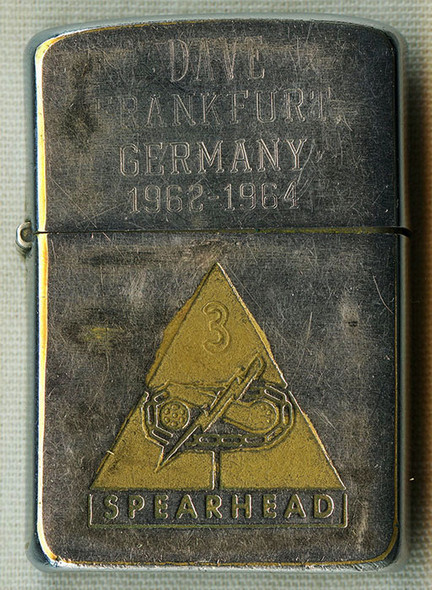 DAVE
FRANKFURT
GERMANY
1962-1964
3
SPEARHEAD